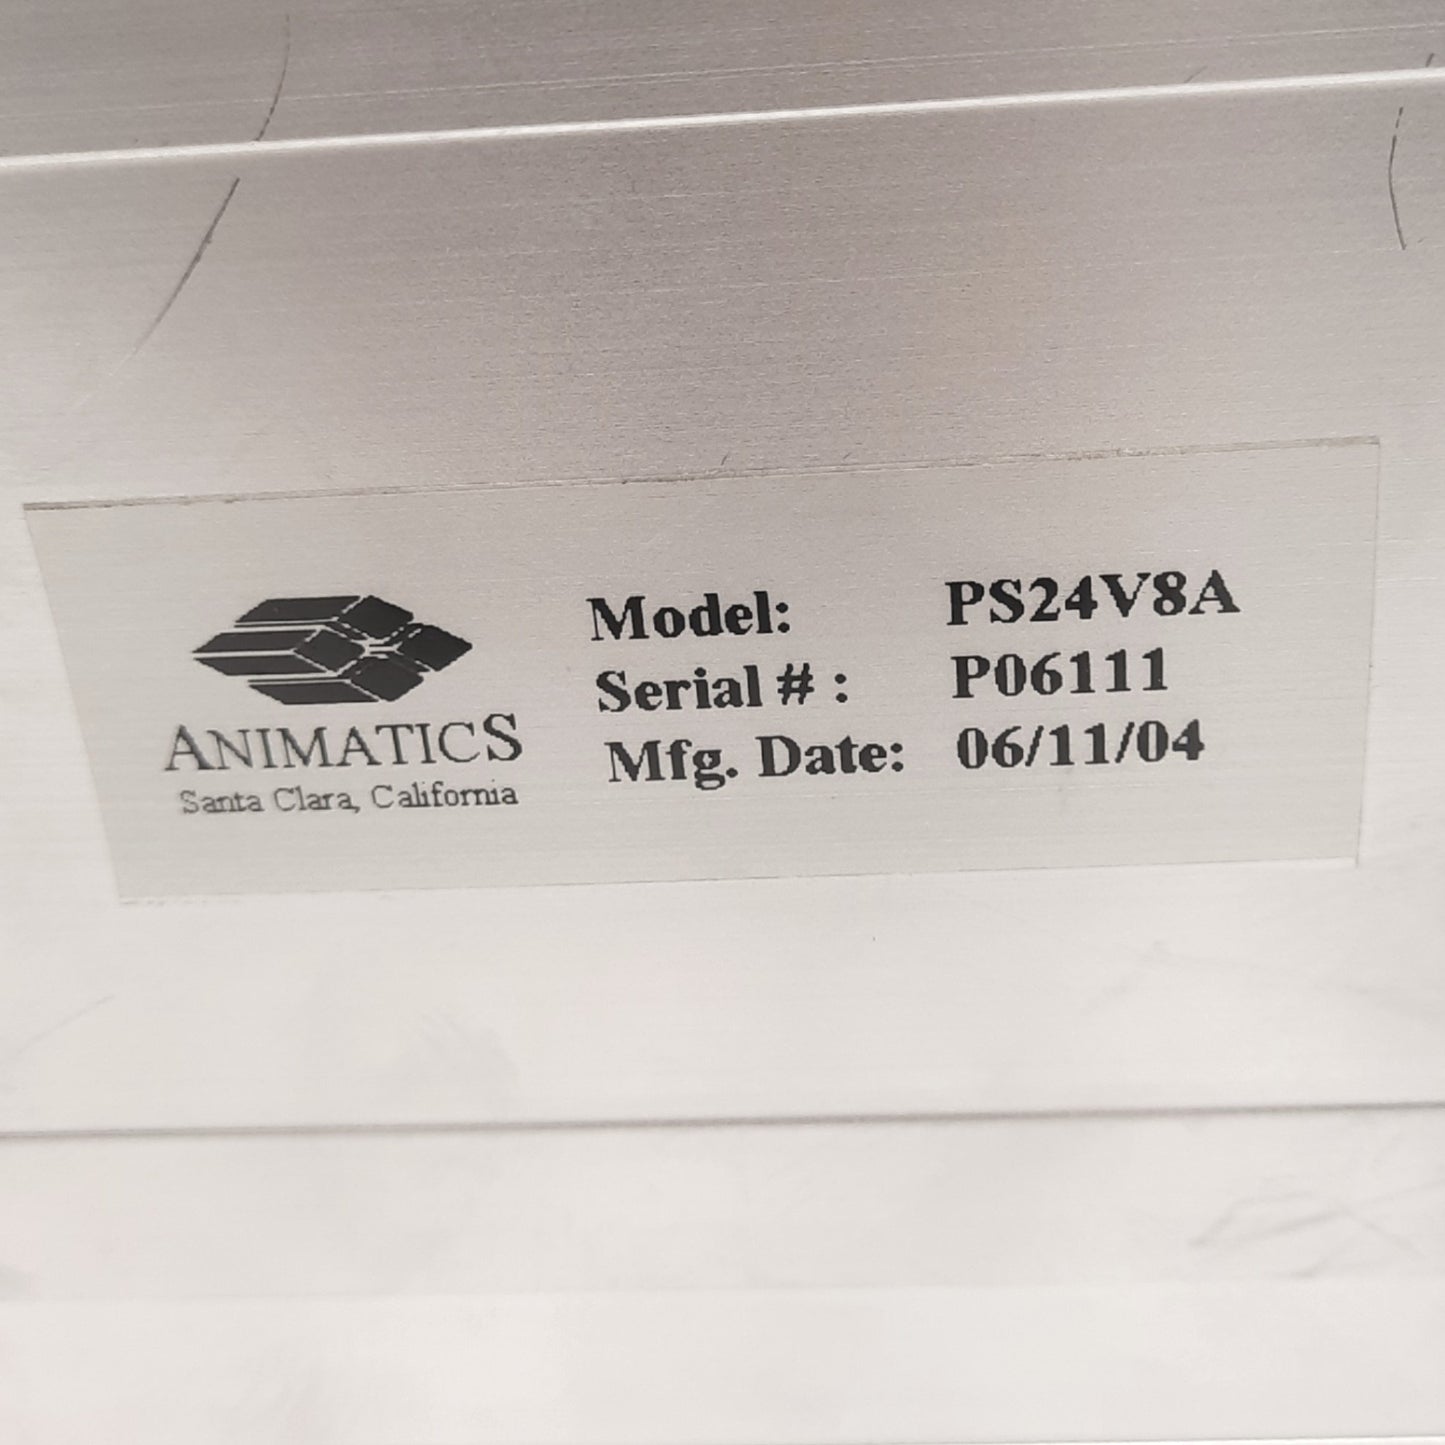 ANIMATICS
Santa Clara, California
Model: PS24V8A
Serial # : P06111
Mfg. Date: 06/11/04